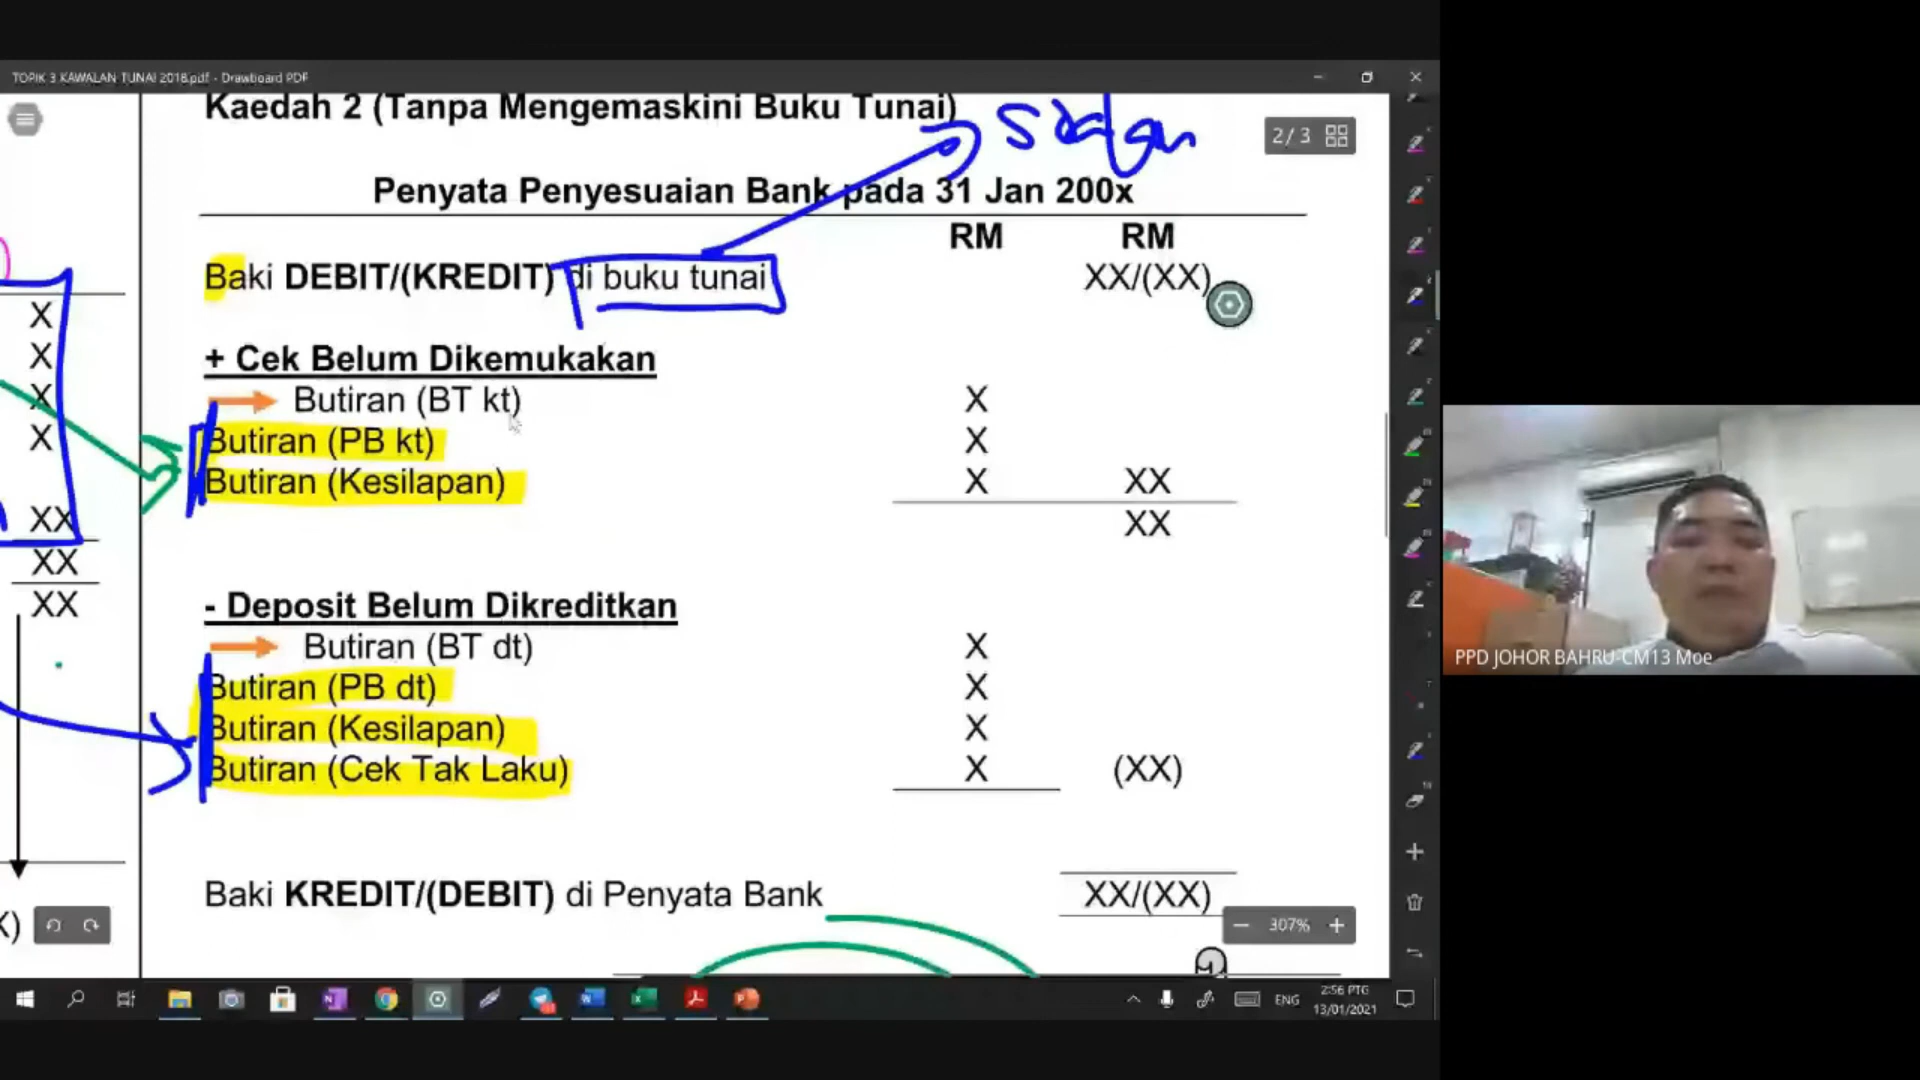 TOPIK 3 KAWALAN TUNAI 2018.pdf - Drawboard PDF
Kaedah 2 (Tanpa Mengemaskini Buku Tunai)
2 / 3
Penyata Penyesuaian Bank pada 31 Jan 200x
RM RM
Baki DEBIT/(KREDIT) di buku tunai XX/(XX)
+ Cek Belum Dikemukakan
Butiran (BT kt) X
Butiran (PB kt) X
Butiran (Kesilapan) X XX
XX
- Deposit Belum Dikreditkan
Butiran (BT dt) X
Butiran (PB dt) X
Butiran (Kesilapan) X
Butiran (Cek Tak Laku) X (XX)
Baki KREDIT/(DEBIT) di Penyata Bank XX/(XX)
X
X
X
X
XX
XX
XX
X)
307%
PPD JOHOR BAHRU-CM13 Moe
ENG
2:56 PTG
13/01/2021